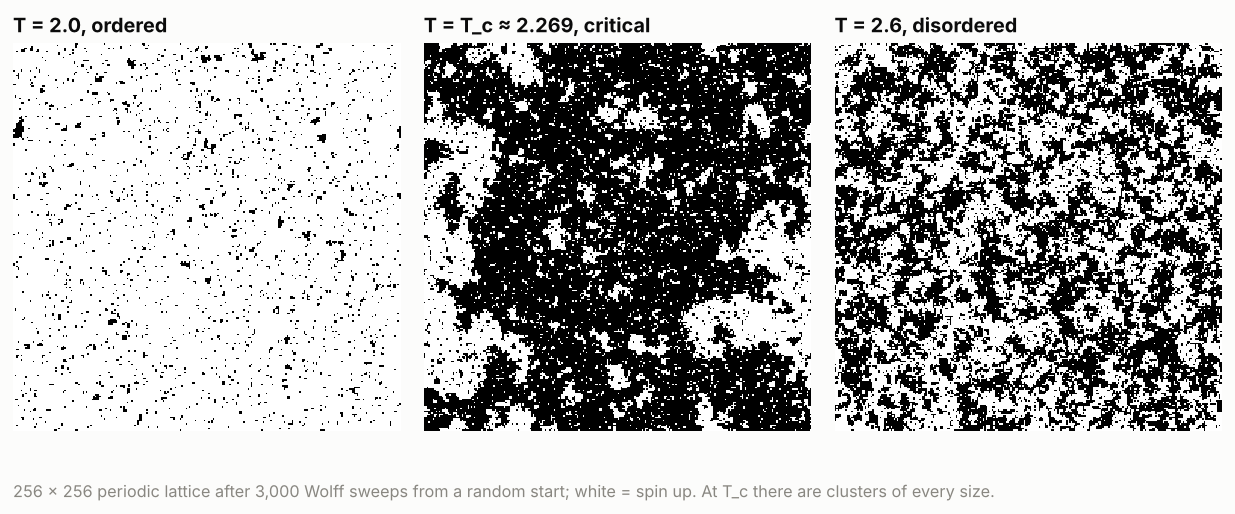 T = 2.0, ordered
T = T_c ≈ 2.269, critical
T = 2.6, disordered
256 × 256 periodic lattice after 3,000 Wolff sweeps from a random start; white = spin up. At T_c there are clusters of every size.